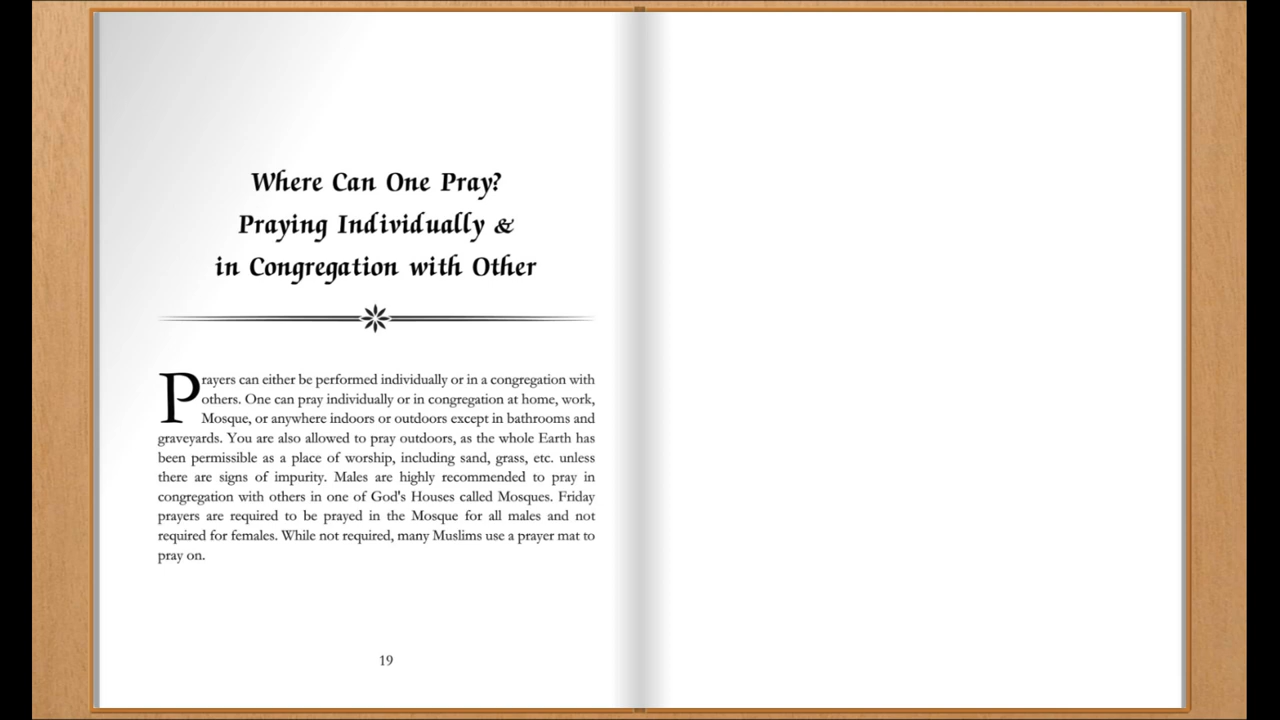 Where Can One Pray?
Praying Individually &
in Congregation with Other
Prayers can either be performed individually or in a congregation with
others. One can pray individually or in congregation at home, work,
Mosque, or anywhere indoors or outdoors except in bathrooms and
graveyards. You are also allowed to pray outdoors, as the whole Earth has
been permissible as a place of worship, including sand, grass, etc. unless
there are signs of impurity. Males are highly recommended to pray in
congregation with others in one of God's Houses called Mosques. Friday
prayers are required to be prayed in the Mosque for all males and not
required for females. While not required, many Muslims use a prayer mat to
pray on.
19